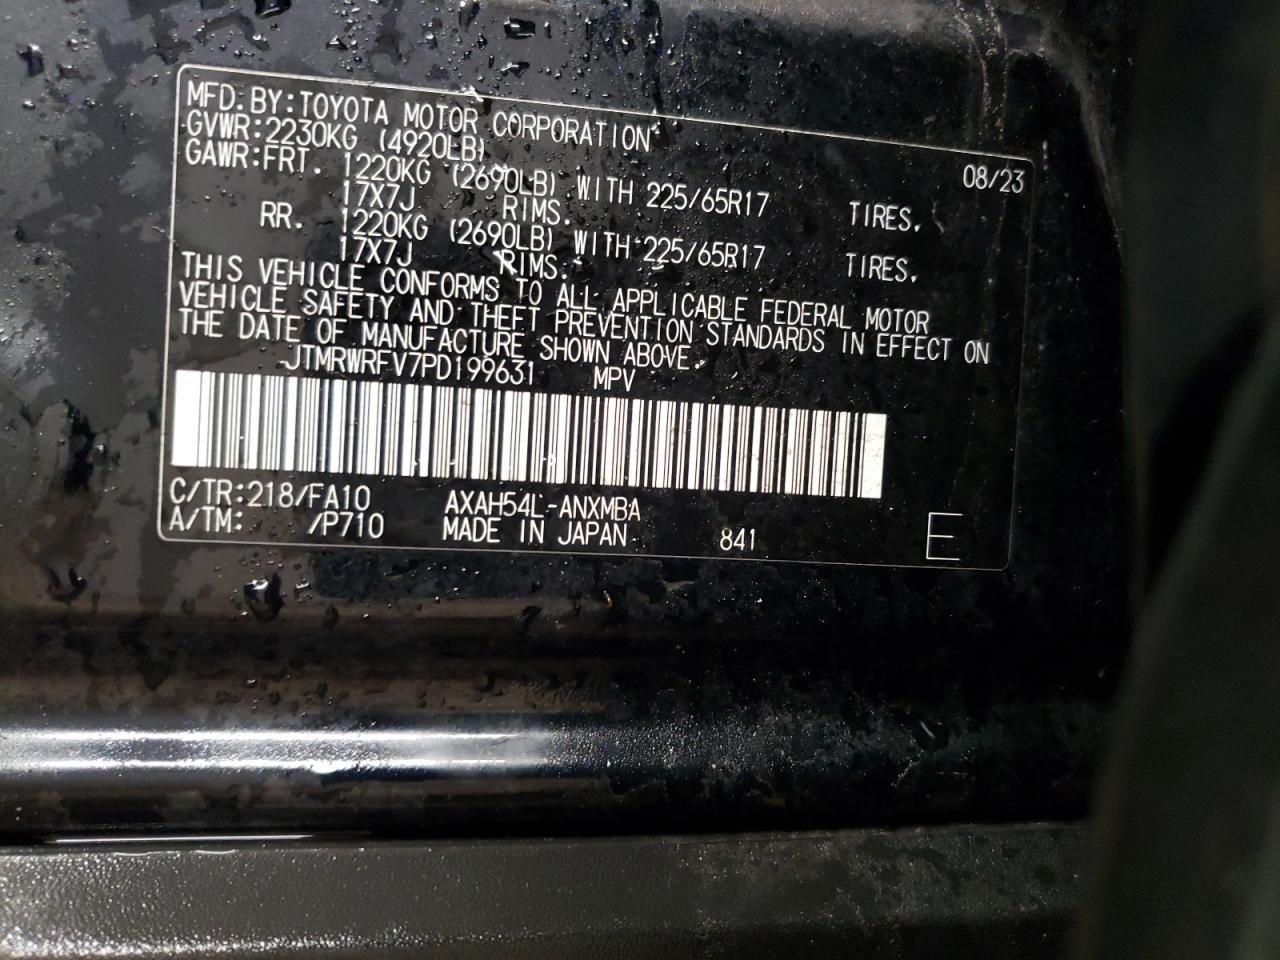 MFD. BY: TOYOTA MOTOR CORPORATION 08/23
GVWR: 2230KG (4920LB)
GAWR: FRT. 1220KG (2690LB) WITH 225/65R17 TIRES,
17X7J RIMS.
RR. 1220KG (2690LB) WITH 225/65R17 TIRES,
17X7J RIMS.
THIS VEHICLE CONFORMS TO ALL APPLICABLE FEDERAL MOTOR
VEHICLE SAFETY AND THEFT PREVENTION STANDARDS IN EFFECT ON
THE DATE OF MANUFACTURE SHOWN ABOVE.
JTMRWRFV7PD199631 MPV
C/TR: 218/FA10 AXAH54L-ANXMBA
A/TM: /P710 MADE IN JAPAN 841 E